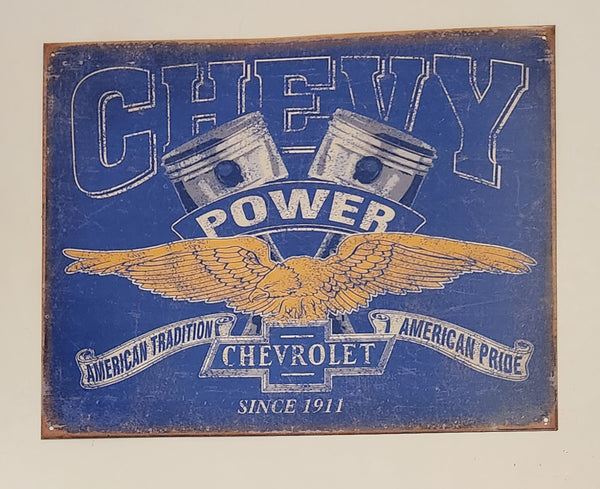 CHEVY
POWER
AMERICAN TRADITION
AMERICAN PRIDE
CHEVROLET
SINCE 1911